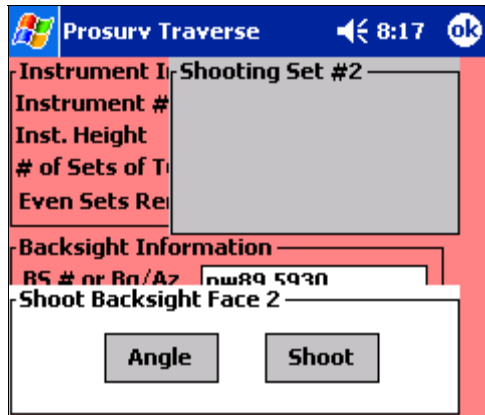 Prosurv Traverse 8:17 ok
Instrument I
Shooting Set #2
Instrument #
Inst. Height
# of Sets of
Even Sets
Backsight Information
BS # or Bg/Az nw89.5930
Shoot Backsight Face 2
Angle Shoot